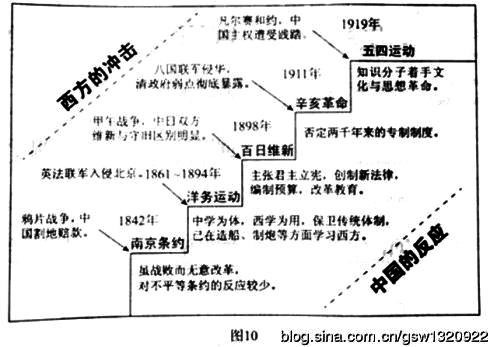 凡尔赛和约,中
国主权遭受践踏。
1919年
五四运动
知识分子着手文
化与思想革命。
西方的冲击
八国联军侵华,
清政府弱点彻底暴露。
1911年
辛亥革命
否定两千年来的专制制度。
甲午战争,中日双方
维新与守旧区别明显。
1898年
百日维新
主张君主立宪,创制新法律,
编制预算,改革教育。
英法联军入侵北京。1861~1894年
洋务运动
中学为体,西学为用,保卫传统体制,
已在造船、制炮等方面学习西方。
鸦片战争,中
国割地赔款。
1842年
南京条约
虽战败而无意改革,
对不平等条约的反应较少。
中国的反应
图10
blog.sina.com.cn/gsw1320922